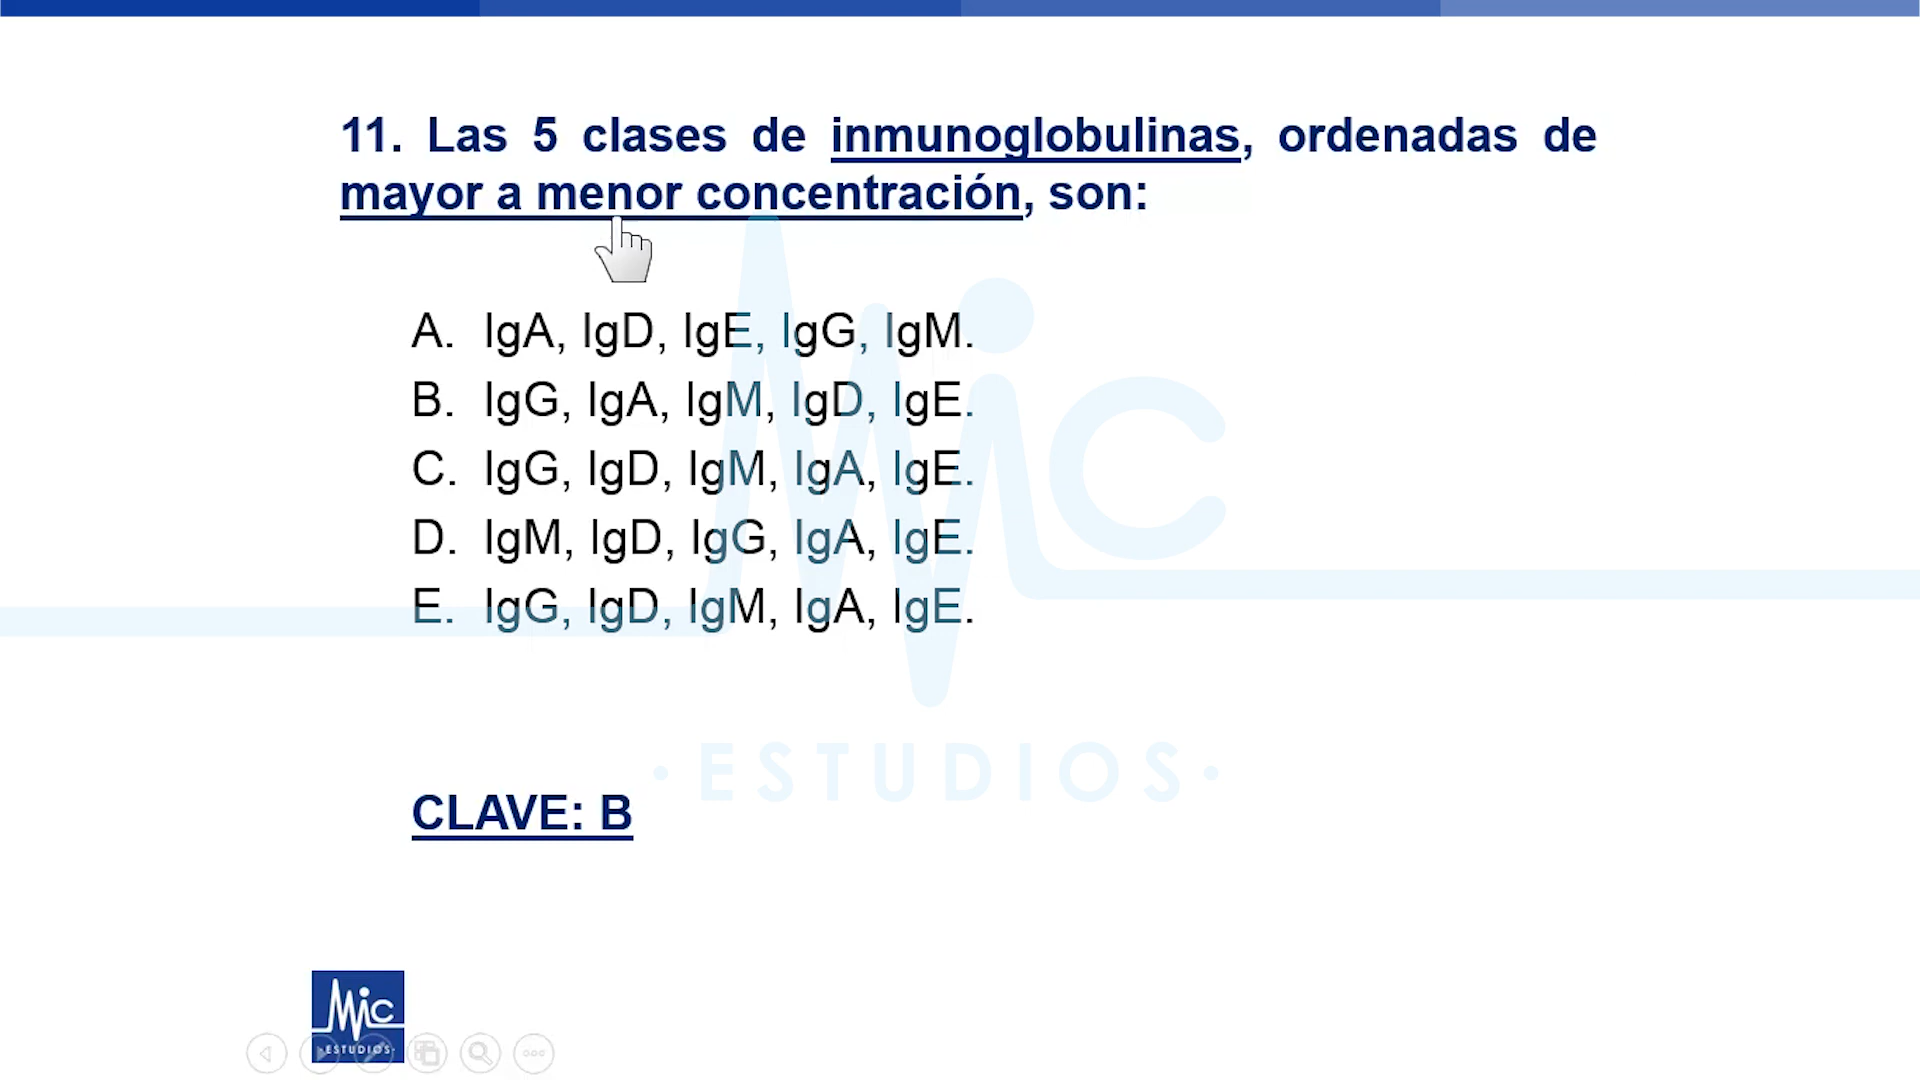 11. Las 5 clases de inmunoglobulinas, ordenadas de
mayor a menor concentración, son:
A. IgA, IgD, IgE, IgG, IgM.
B. IgG, IgA, IgM, IgD, IgE.
C. IgG, IgD, IgM, IgA, IgE.
D. IgM, IgD, IgG, IgA, IgE.
E. IgG, IgD, IgM, IgA, IgE.
Mic
·ESTUDIOS·
CLAVE: B
Mic
·ESTUDIOS·